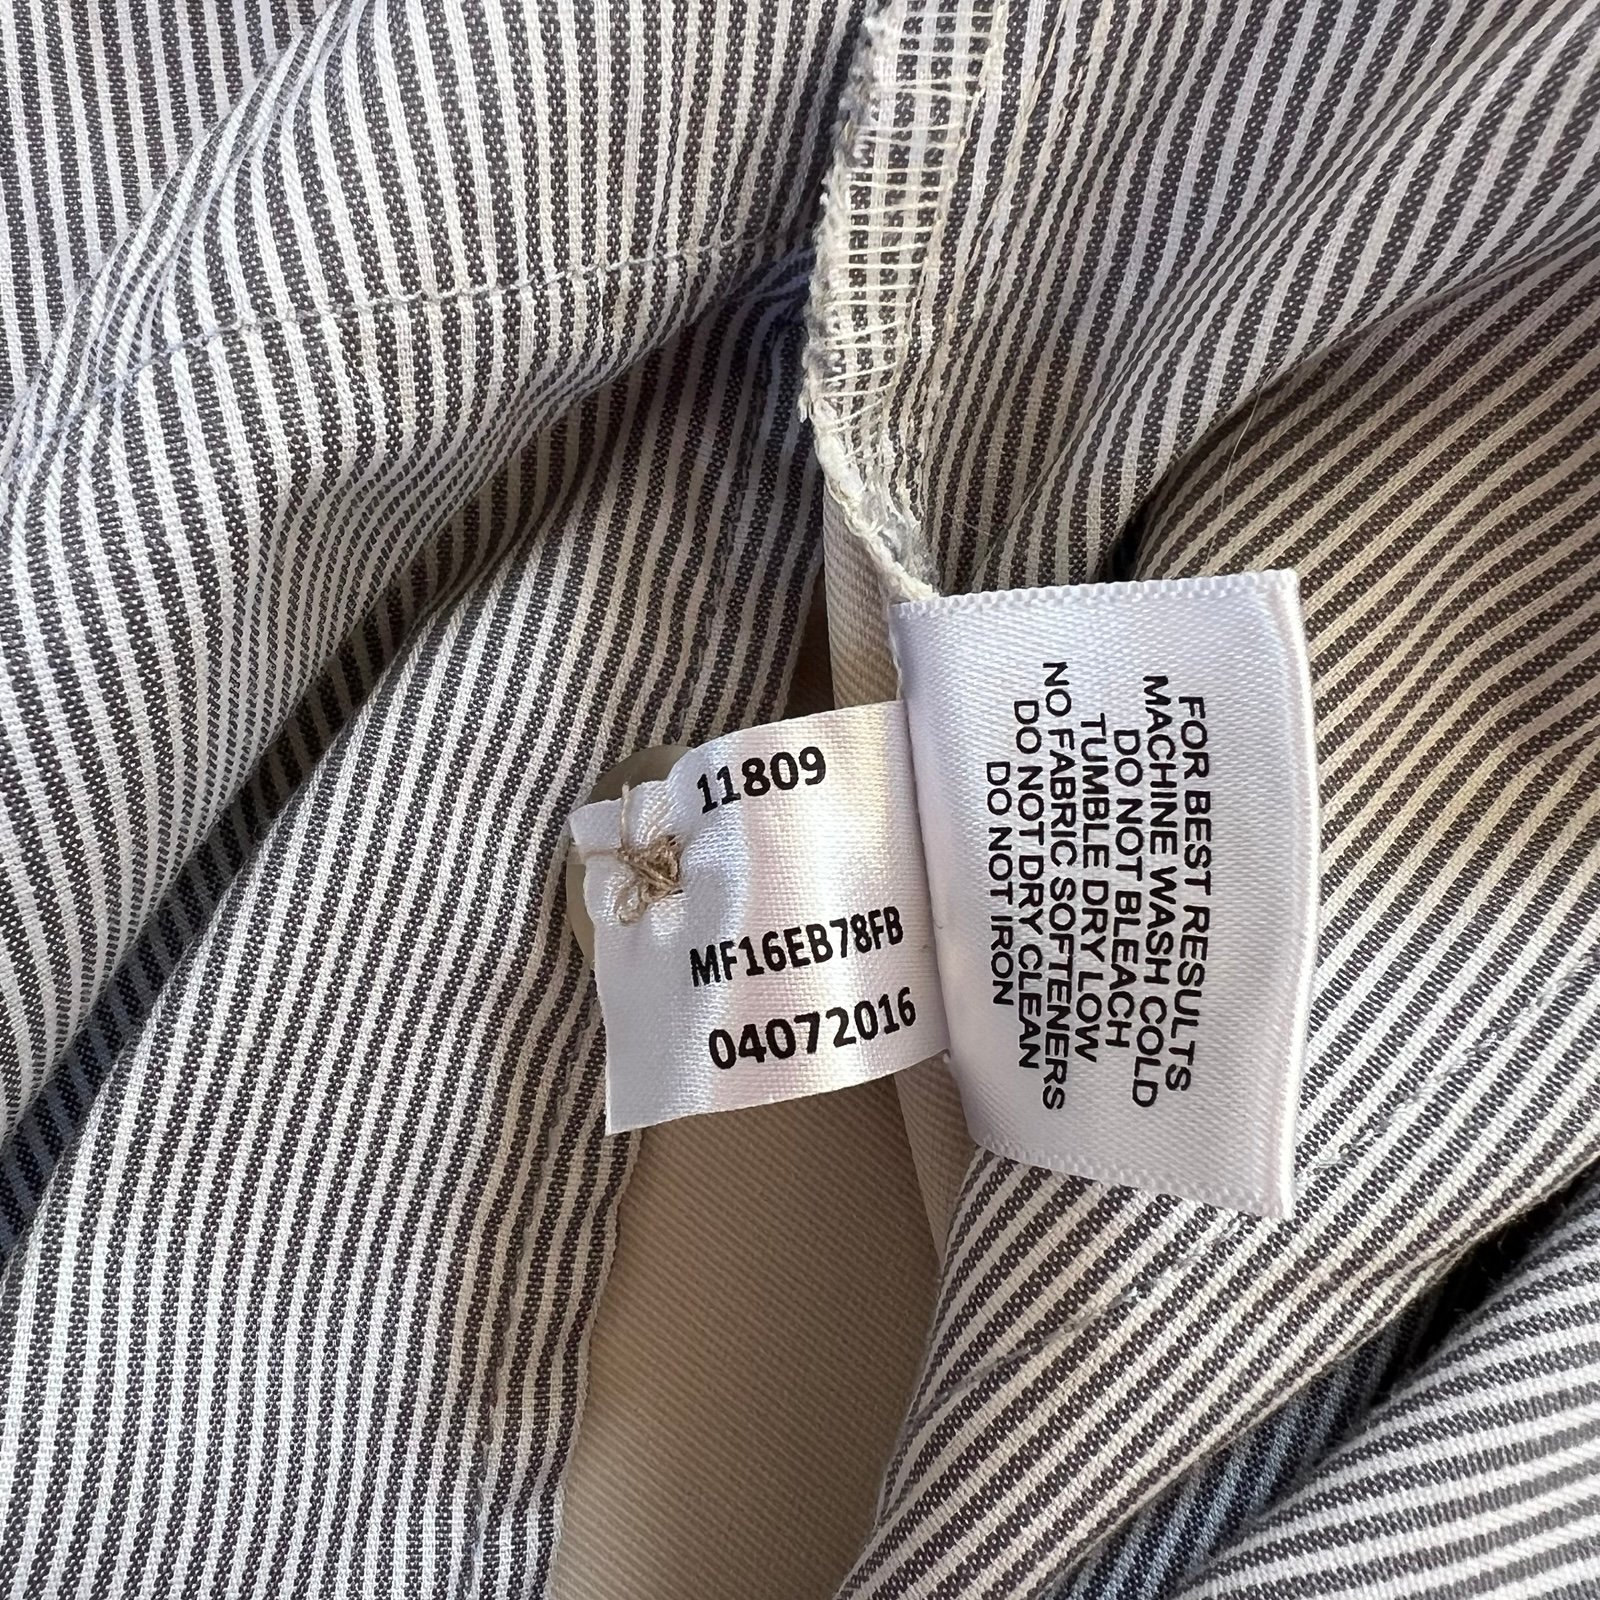 11809
MF16EB78FB
04072016
FOR BEST RESULTS
MACHINE WASH COLD
DO NOT BLEACH
TUMBLE DRY LOW
NO FABRIC SOFTENERS
DO NOT DRY CLEAN
DO NOT IRON